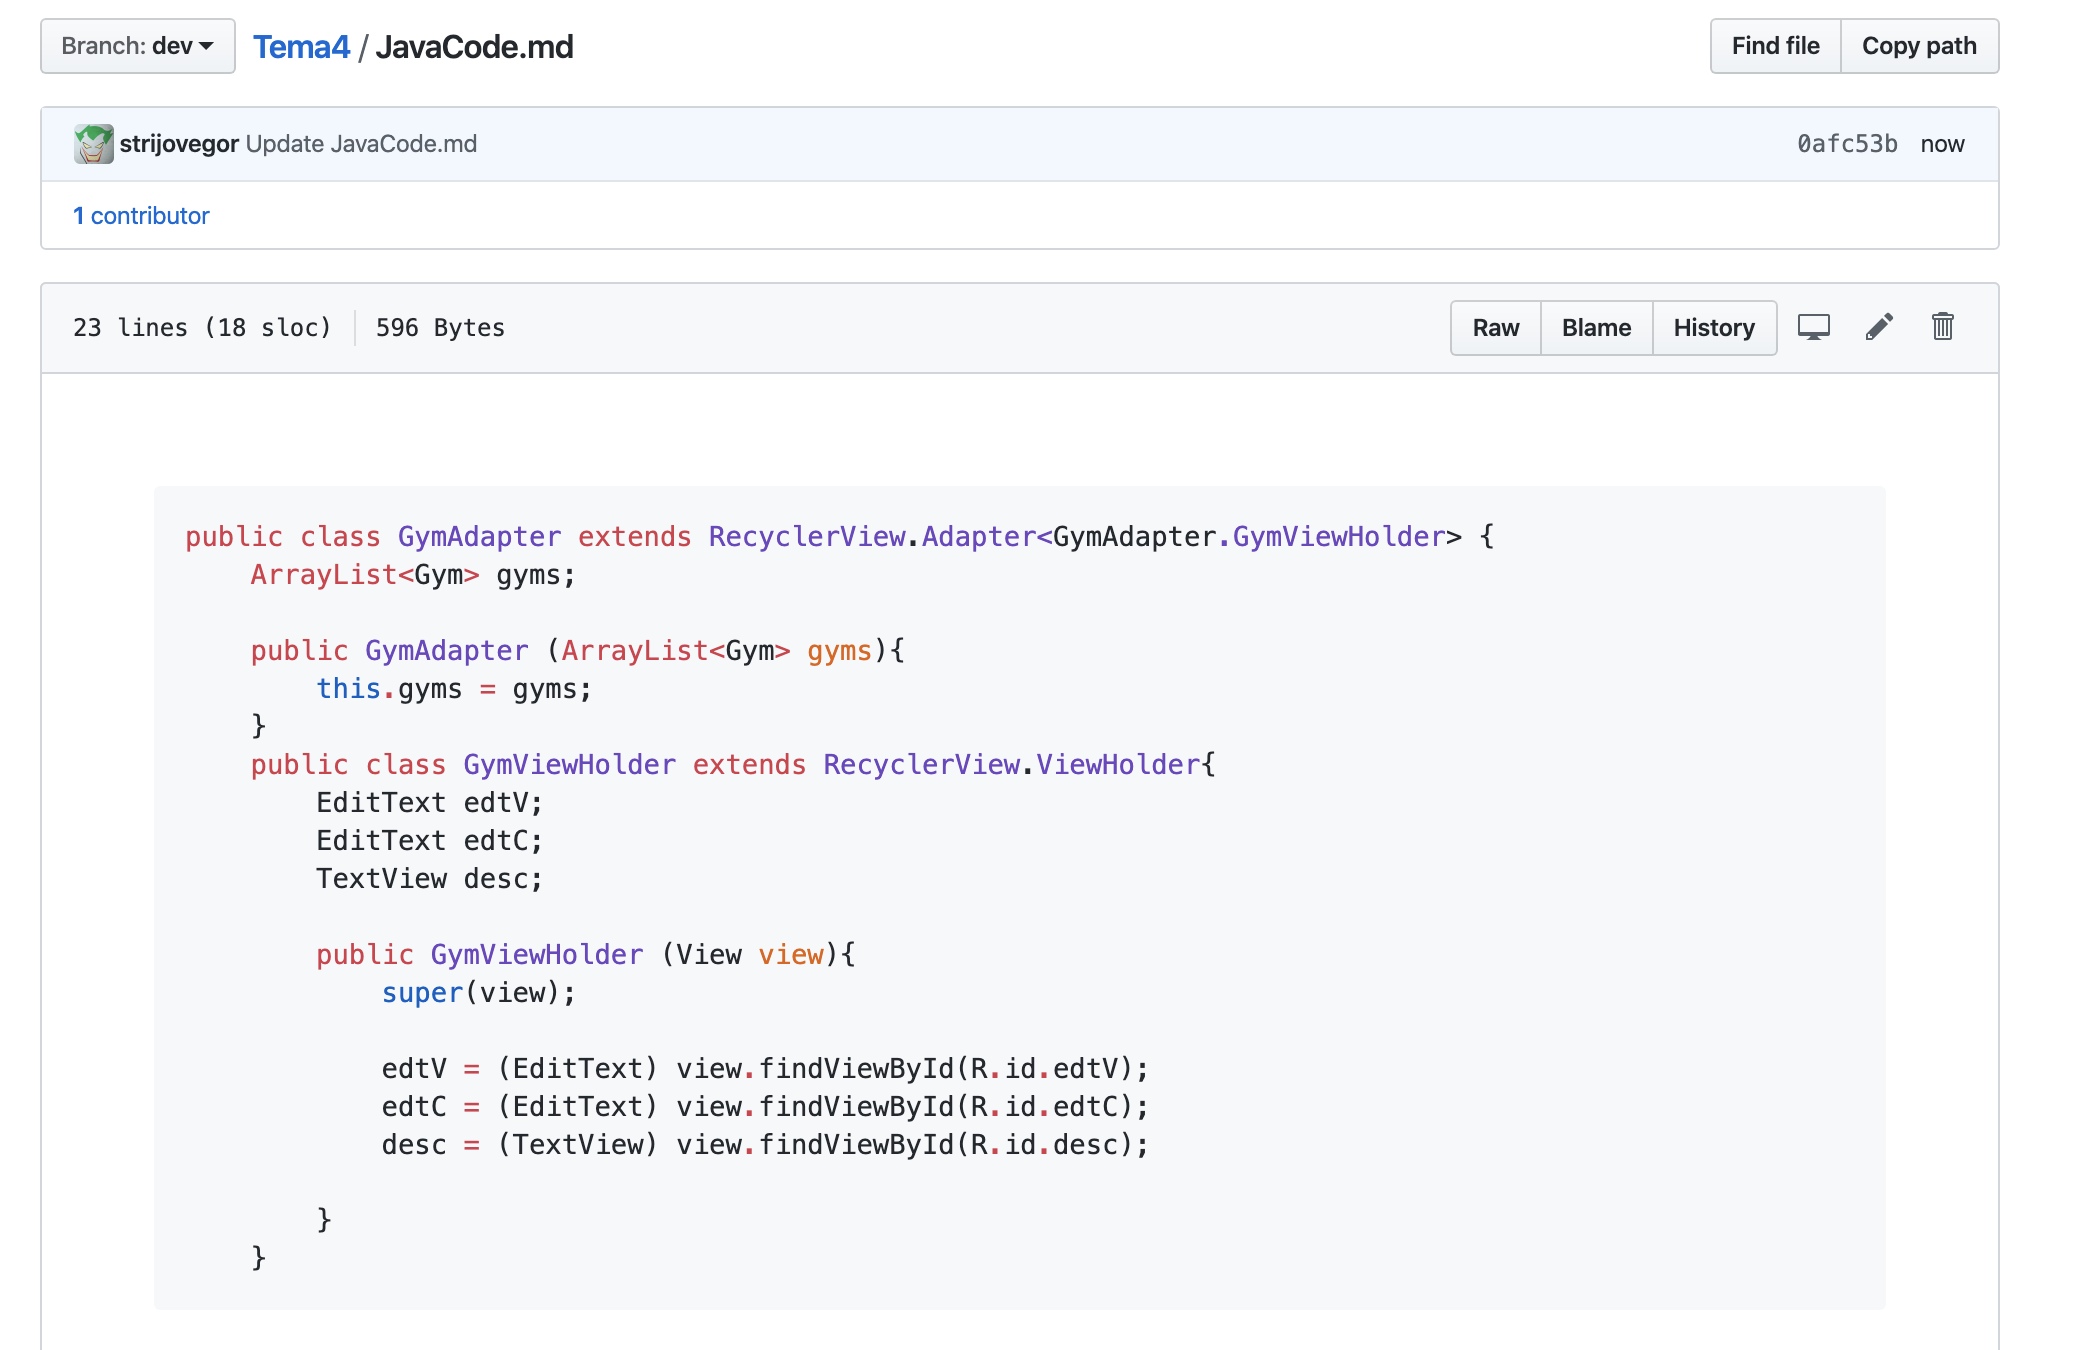 Branch: dev Tema4 / JavaCode.md Find file Copy path
strijovegor Update JavaCode.md 0afc53b now
1 contributor
23 lines (18 sloc) 596 Bytes Raw Blame History
public class GymAdapter extends RecyclerView.Adapter<GymAdapter.GymViewHolder> {
    ArrayList<Gym> gyms;

    public GymAdapter (ArrayList<Gym> gyms){
        this.gyms = gyms;
    }
    public class GymViewHolder extends RecyclerView.ViewHolder{
        EditText edtV;
        EditText edtC;
        TextView desc;

        public GymViewHolder (View view){
            super(view);

            edtV = (EditText) view.findViewById(R.id.edtV);
            edtC = (EditText) view.findViewById(R.id.edtC);
            desc = (TextView) view.findViewById(R.id.desc);

        }
    }